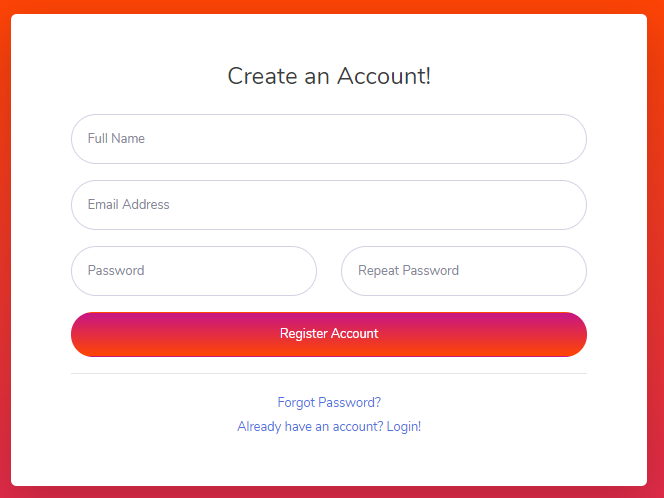 Create an Account!
Full Name
Email Address
Password Repeat Password
Register Account
Forgot Password?
Already have an account? Login!